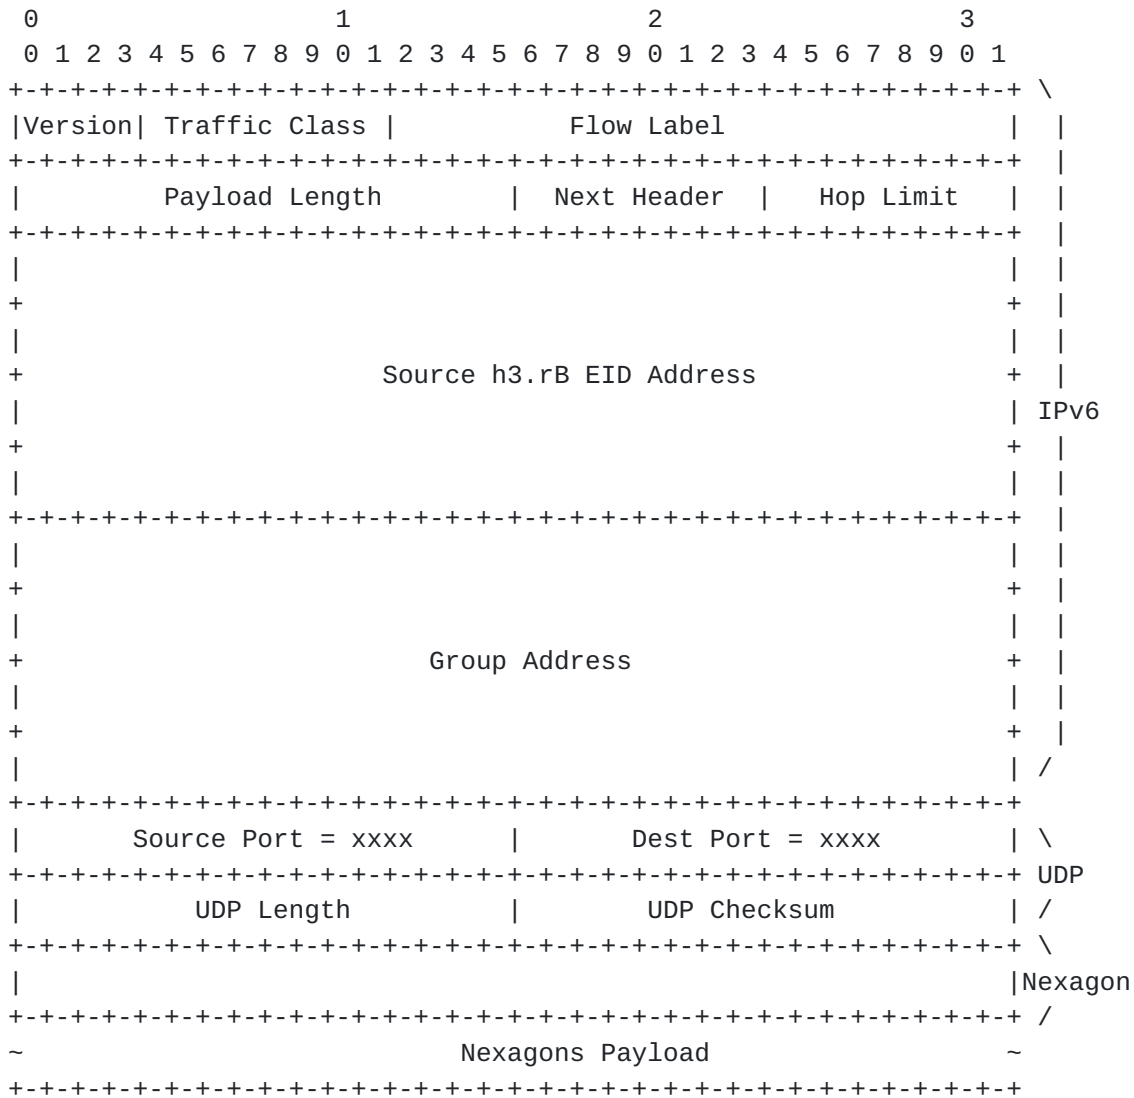 0                   1                   2                   3
 0 1 2 3 4 5 6 7 8 9 0 1 2 3 4 5 6 7 8 9 0 1 2 3 4 5 6 7 8 9 0 1
+-+-+-+-+-+-+-+-+-+-+-+-+-+-+-+-+-+-+-+-+-+-+-+-+-+-+-+-+-+-+-+-+ \
|Version| Traffic Class |           Flow Label                  |  |
+-+-+-+-+-+-+-+-+-+-+-+-+-+-+-+-+-+-+-+-+-+-+-+-+-+-+-+-+-+-+-+-+  |
|         Payload Length        |  Next Header  |   Hop Limit   |  |
+-+-+-+-+-+-+-+-+-+-+-+-+-+-+-+-+-+-+-+-+-+-+-+-+-+-+-+-+-+-+-+-+  |
|                                                               |  |
+                                                               +  |
|                                                               |  |
+                       Source h3.rB EID Address                +  |
|                                                               | IPv6
+                                                               +  |
|                                                               |  |
+-+-+-+-+-+-+-+-+-+-+-+-+-+-+-+-+-+-+-+-+-+-+-+-+-+-+-+-+-+-+-+-+  |
|                                                               |  |
+                                                               +  |
|                                                               |  |
+                          Group Address                        +  |
|                                                               |  |
+                                                               +  |
|                                                               | /
+-+-+-+-+-+-+-+-+-+-+-+-+-+-+-+-+-+-+-+-+-+-+-+-+-+-+-+-+-+-+-+-+
|       Source Port = xxxx      |       Dest Port = xxxx        | \
+-+-+-+-+-+-+-+-+-+-+-+-+-+-+-+-+-+-+-+-+-+-+-+-+-+-+-+-+-+-+-+-+ UDP
|           UDP Length          |        UDP Checksum           | /
+-+-+-+-+-+-+-+-+-+-+-+-+-+-+-+-+-+-+-+-+-+-+-+-+-+-+-+-+-+-+-+-+ \
|                                                               |Nexagon
+-+-+-+-+-+-+-+-+-+-+-+-+-+-+-+-+-+-+-+-+-+-+-+-+-+-+-+-+-+-+-+-+ /
~                            Nexagons Payload                   ~
+-+-+-+-+-+-+-+-+-+-+-+-+-+-+-+-+-+-+-+-+-+-+-+-+-+-+-+-+-+-+-+-+